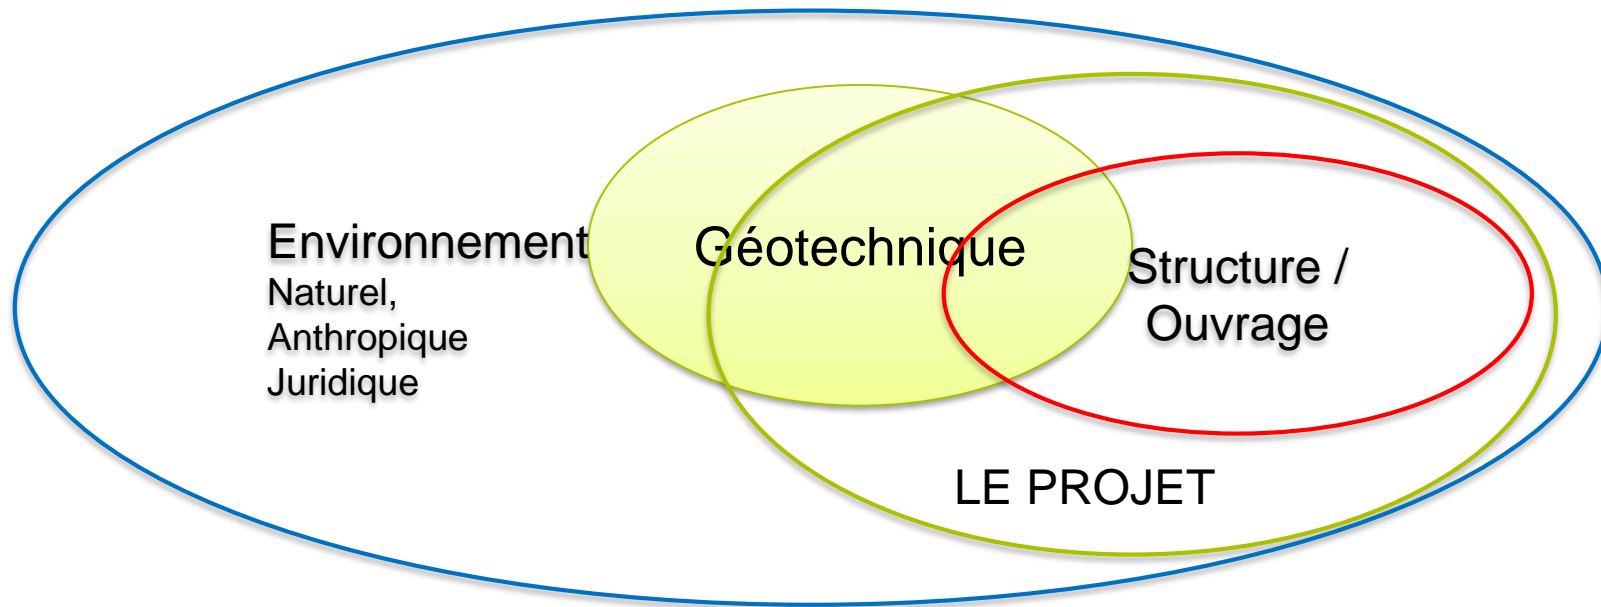 Environnement
Naturel,
Anthropique
Juridique
Géotechnique
Structure /
Ouvrage
LE PROJET